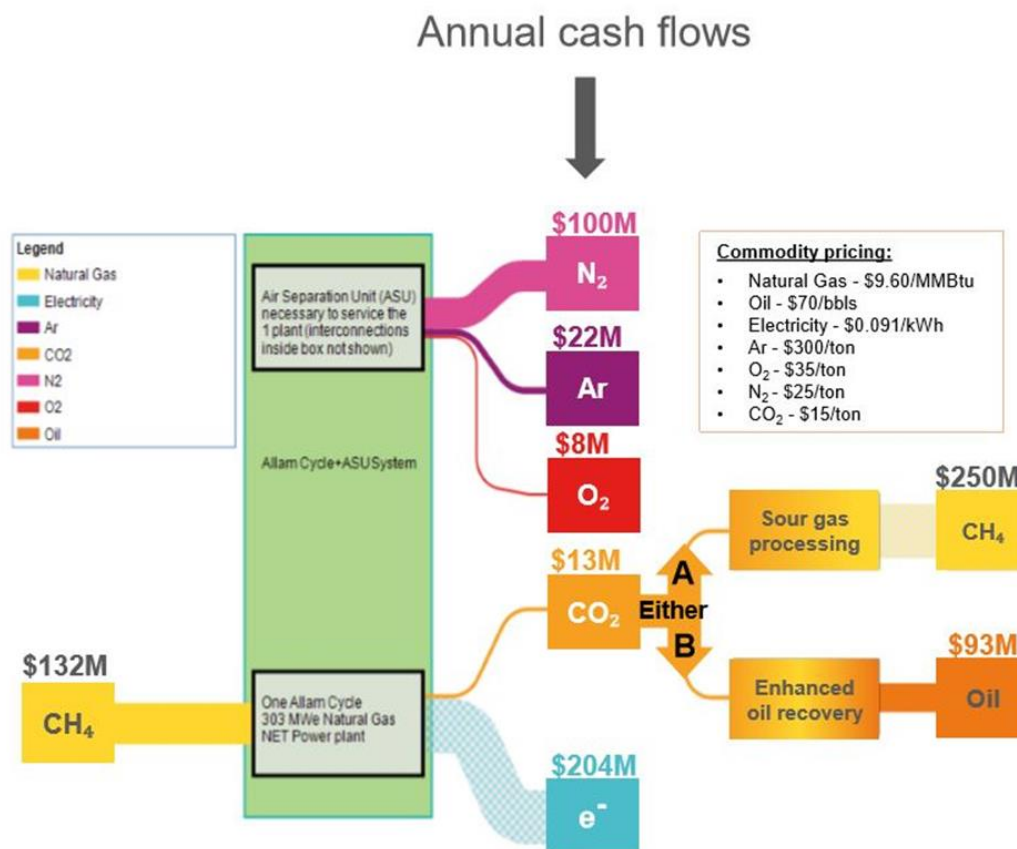 Annual cash flows
Legend
Natural Gas
Electricity
Ar
CO2
N2
O2
Oil
Air Separation Unit (ASU)
necessary to service the
1 plant (interconnections
inside box not shown)
Allam Cycle+ASU System
One Allam Cycle
303 MWe Natural Gas
NET Power plant
$132M
CH₄
$100M
N₂
$22M
Ar
$8M
O₂
$13M
CO₂
$204M
e⁻
Commodity pricing:
• Natural Gas - $9.60/MMBtu
• Oil - $70/bbls
• Electricity - $0.091/kWh
• Ar - $300/ton
• O₂ - $35/ton
• N₂ - $25/ton
• CO₂ - $15/ton
A
Either
B
Sour gas
processing
$250M
CH₄
Enhanced
oil recovery
$93M
Oil